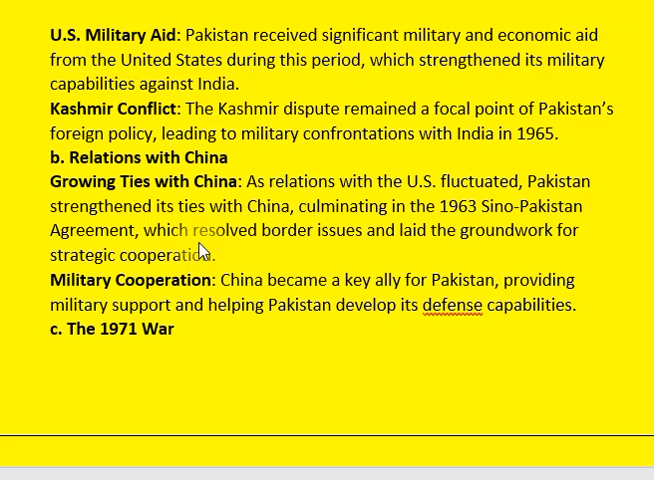 U.S. Military Aid: Pakistan received significant military and economic aid
from the United States during this period, which strengthened its military
capabilities against India.
Kashmir Conflict: The Kashmir dispute remained a focal point of Pakistan’s
foreign policy, leading to military confrontations with India in 1965.
b. Relations with China
Growing Ties with China: As relations with the U.S. fluctuated, Pakistan
strengthened its ties with China, culminating in the 1963 Sino-Pakistan
Agreement, which resolved border issues and laid the groundwork for
strategic cooperation.
Military Cooperation: China became a key ally for Pakistan, providing
military support and helping Pakistan develop its defense capabilities.
c. The 1971 War